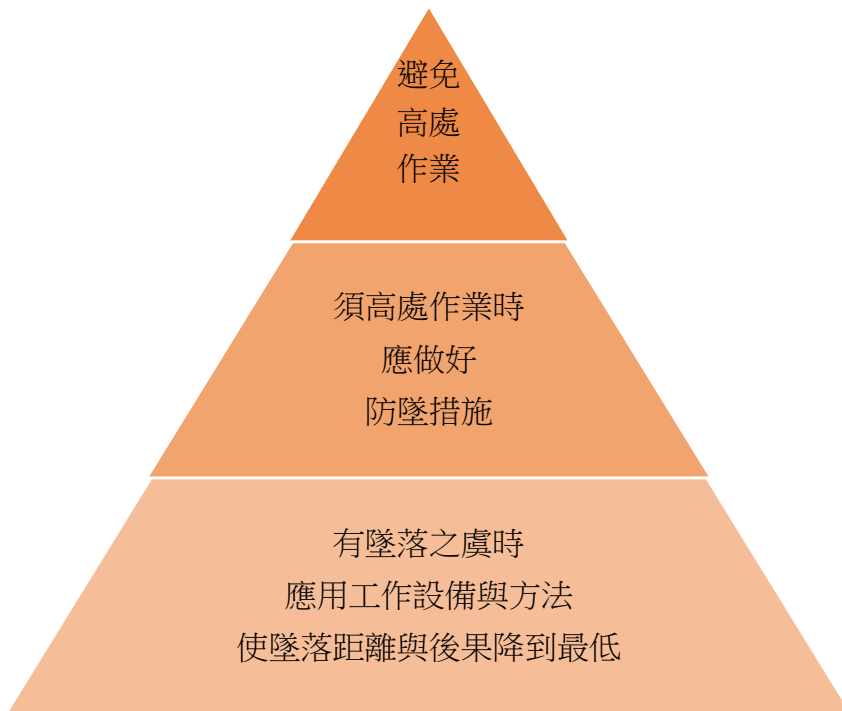 避免
高處
作業
須高處作業時
應做好
防墜措施
有墜落之虞時
應用工作設備與方法
使墜落距離與後果降到最低